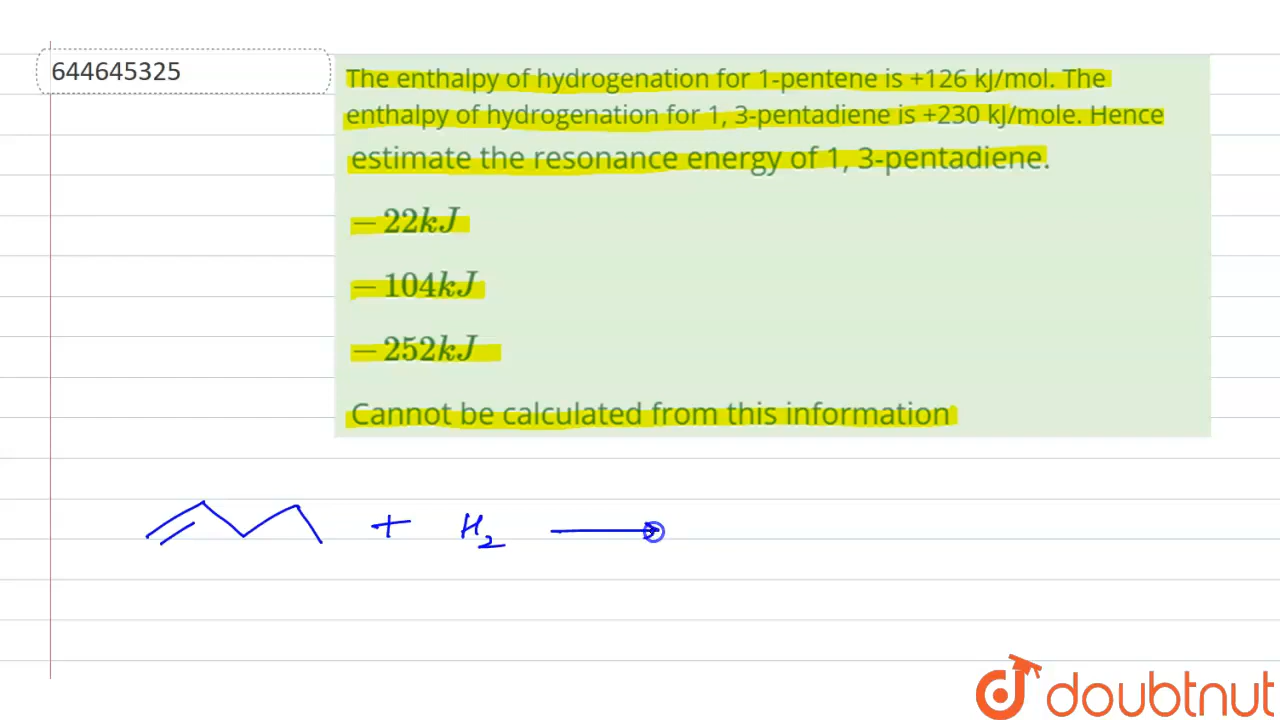 644645325
The enthalpy of hydrogenation for 1-pentene is +126 kJ/mol. The
enthalpy of hydrogenation for 1, 3-pentadiene is +230 kJ/mole. Hence
estimate the resonance energy of 1, 3-pentadiene.
−22kJ
−104kJ
−252kJ
Cannot be calculated from this information
+ H₂ ⟶
doubtnut